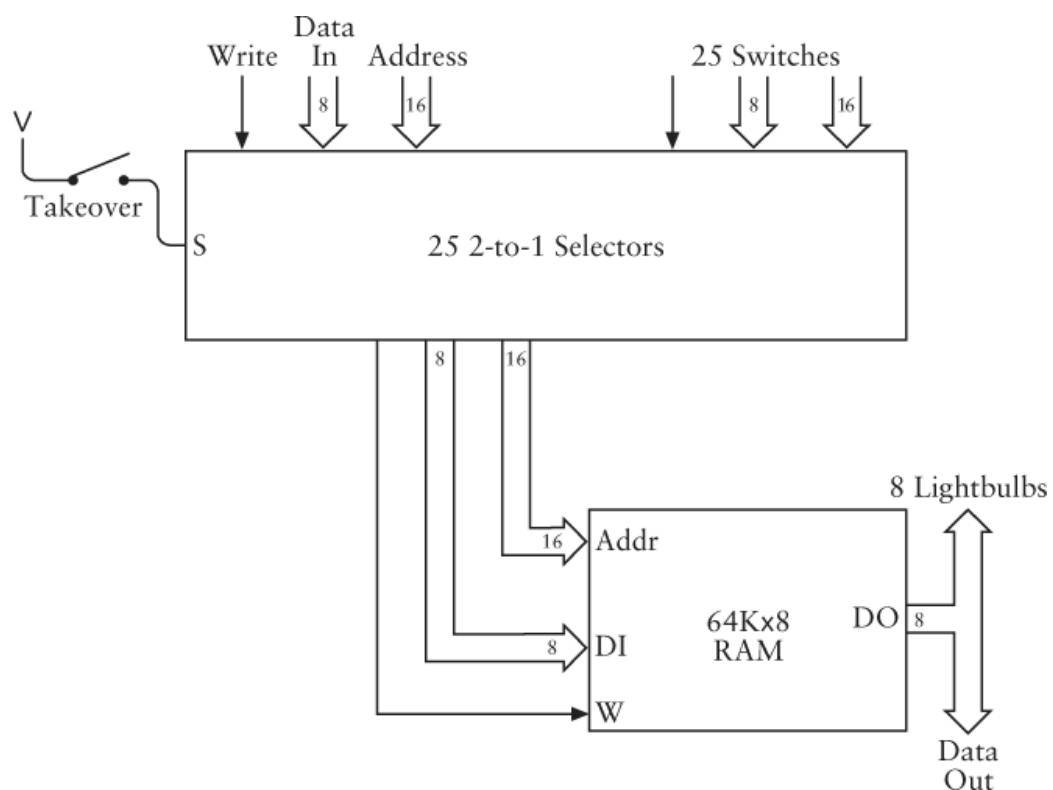 Write
Data
In
Address
25 Switches
8
16
8
16
V
Takeover
S
25 2-to-1 Selectors
8
16
8 Lightbulbs
16
Addr
64Kx8
RAM
DO
8
8
DI
W
Data
Out